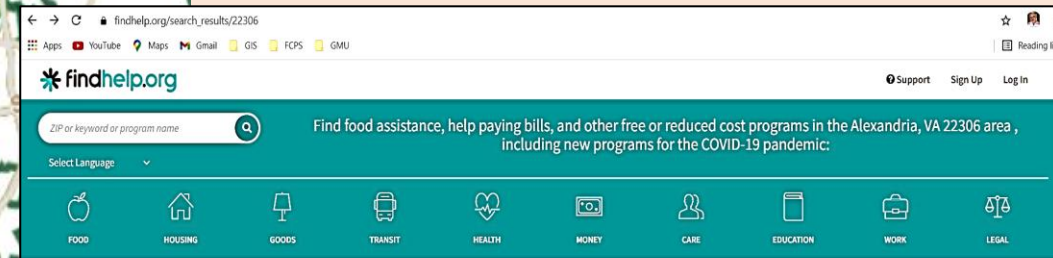 findhelp.org/search_results/22306
Apps YouTube Maps Gmail GIS FCPS GMU Reading li
findhelp.org Support Sign Up Log In
ZIP or keyword or program name
Find food assistance, help paying bills, and other free or reduced cost programs in the Alexandria, VA 22306 area ,
including new programs for the COVID-19 pandemic:
Select Language
FOOD HOUSING GOODS TRANSIT HEALTH MONEY CARE EDUCATION WORK LEGAL